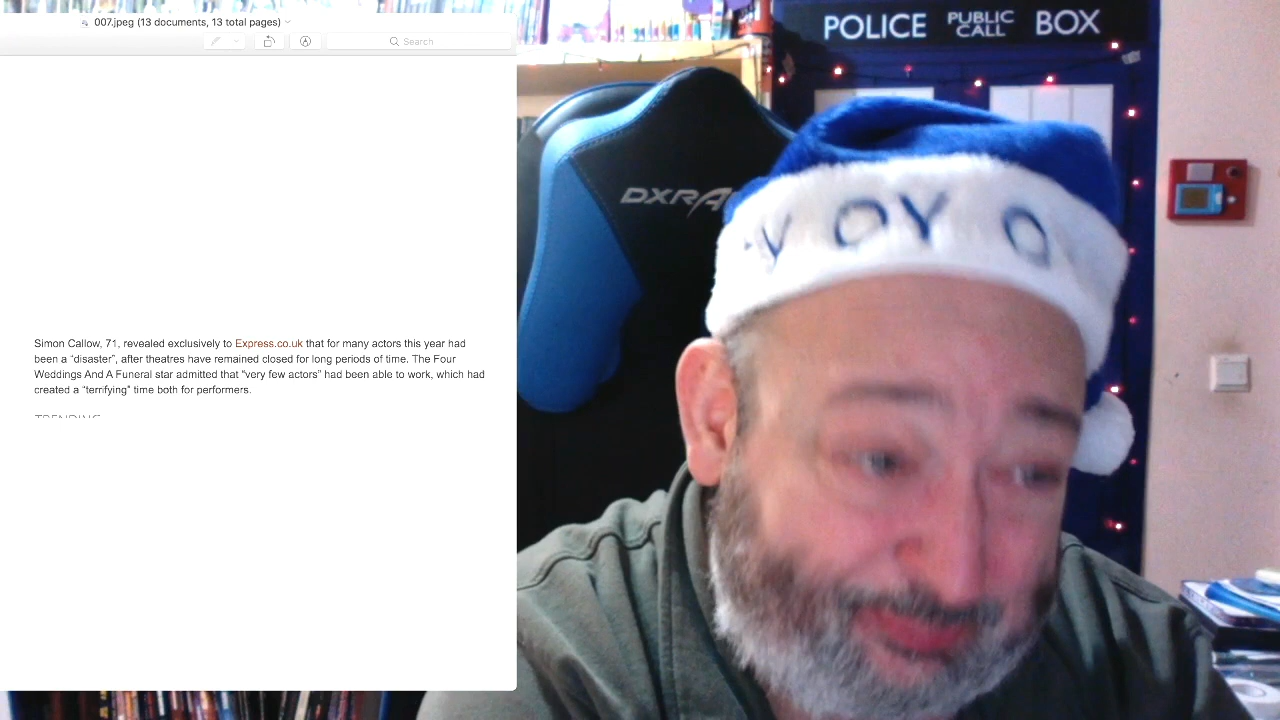 007.jpeg (13 documents, 13 total pages)
Search
POLICE PUBLIC CALL BOX
DXRA
Y OY O
Simon Callow, 71, revealed exclusively to Express.co.uk that for many actors this year had
been a “disaster”, after theatres have remained closed for long periods of time. The Four
Weddings And A Funeral star admitted that “very few actors” had been able to work, which had
created a “terrifying” time both for performers.
TRENDING